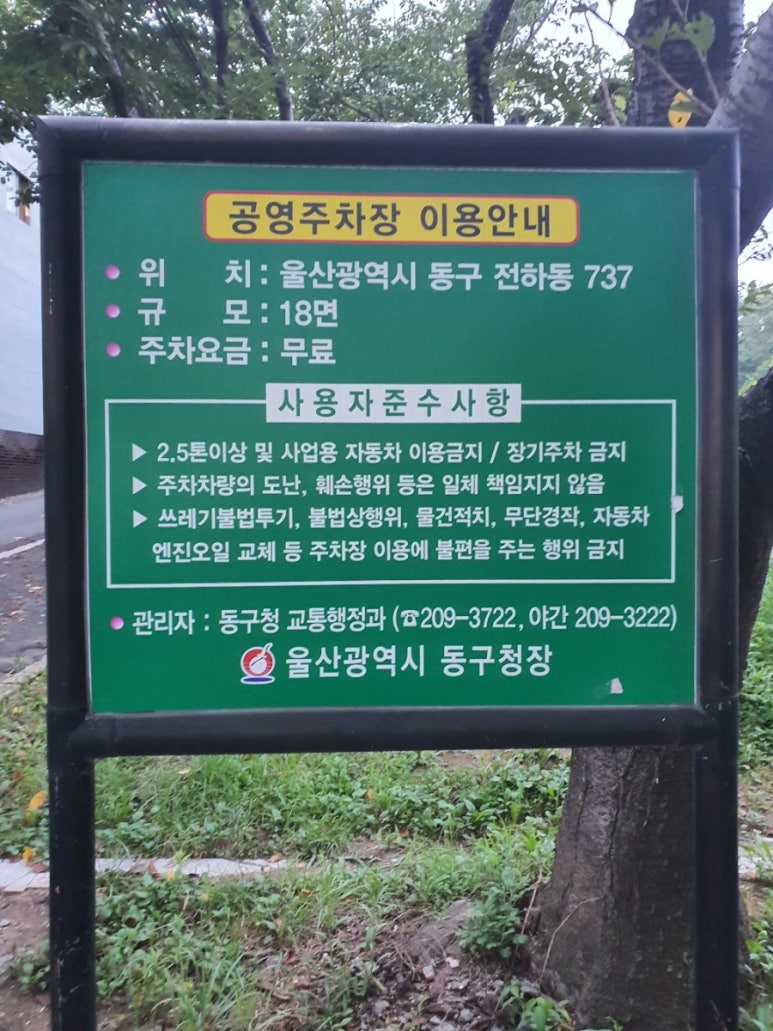 공영주차장 이용안내
위 치 : 울산광역시 동구 전하동 737
규 모 : 18면
주차요금 : 무료
사용자준수사항
▶ 2.5톤이상 및 사업용 자동차 이용금지 / 장기주차 금지
▶ 주차차량의 도난, 훼손행위 등은 일체 책임지지 않음
▶ 쓰레기불법투기, 불법상행위, 물건적치, 무단경작, 자동차
엔진오일 교체 등 주차장 이용에 불편을 주는 행위 금지
관리자 : 동구청 교통행정과 (☎209-3722, 야간 209-3222)
울산광역시 동구청장